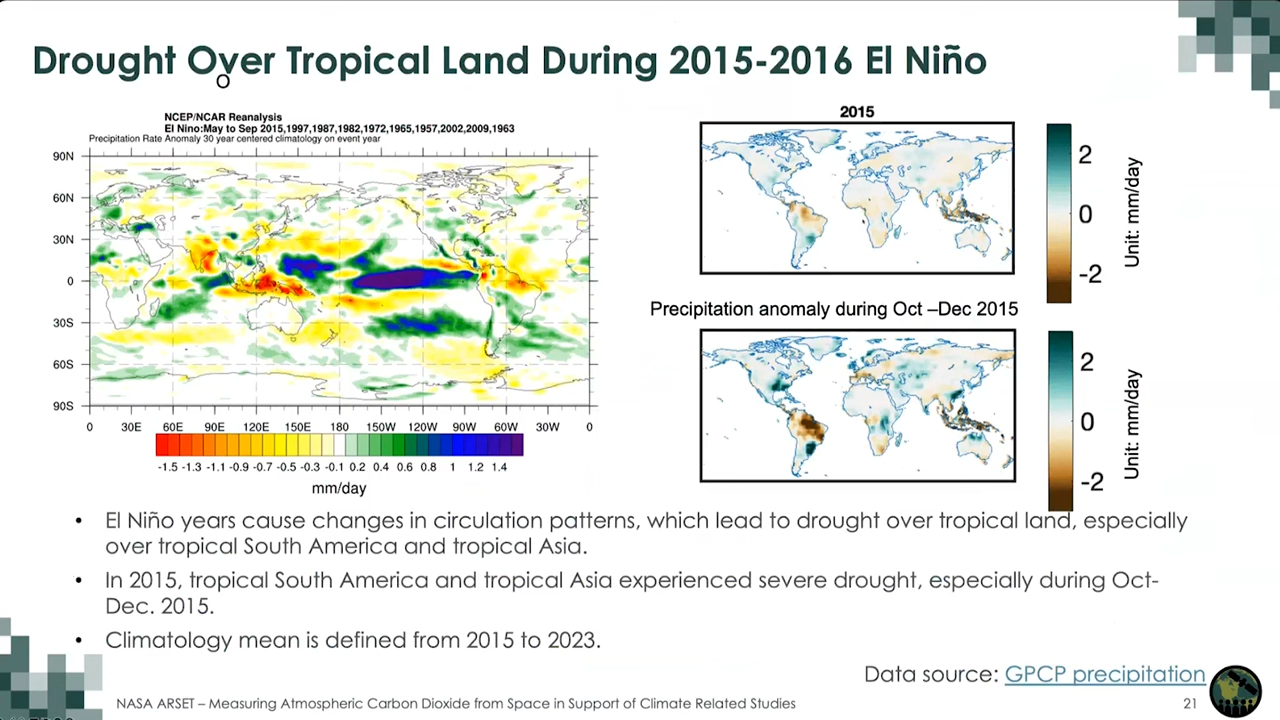 Drought Over Tropical Land During 2015-2016 El Niño
NCEP/NCAR Reanalysis
El Nino:May to Sep 2015,1997,1987,1982,1972,1965,1957,2002,2009,1963
Precipitation Rate Anomaly 30 year centered climatology on event year
90N
60N
30N
0
30S
60S
90S
0 30E 60E 90E 120E 150E 180 150W 120W 90W 60W 30W 0
-1.5 -1.3 -1.1 -0.9 -0.7 -0.5 -0.3 -0.1 0.2 0.4 0.6 0.8 1 1.2 1.4
mm/day
2015
2
0
-2
Unit: mm/day
Precipitation anomaly during Oct –Dec 2015
2
0
-2
Unit: mm/day
• El Niño years cause changes in circulation patterns, which lead to drought over tropical land, especially
over tropical South America and tropical Asia.
• In 2015, tropical South America and tropical Asia experienced severe drought, especially during Oct-
Dec. 2015.
• Climatology mean is defined from 2015 to 2023.
Data source: GPCP precipitation
NASA ARSET – Measuring Atmospheric Carbon Dioxide from Space in Support of Climate Related Studies
21